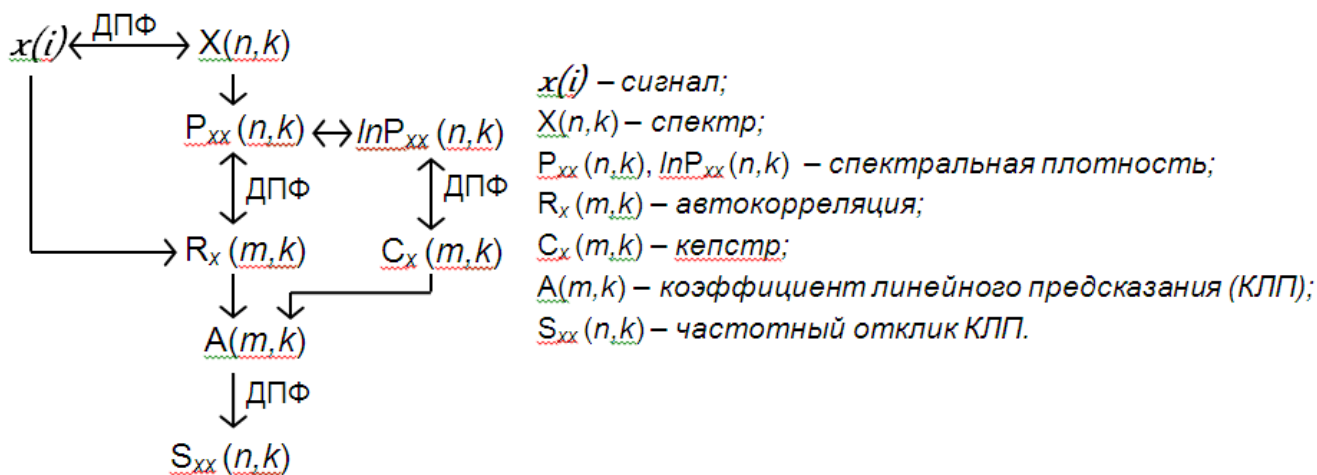 x(i) ДПФ X(n,k)
Pxx (n,k) lnPxx (n,k)
ДПФ ДПФ
Rx (m,k) Cx (m,k)
A(m,k)
ДПФ
Sxx (n,k)
x(i) – сигнал;
X(n,k) – спектр;
Pxx (n,k), lnPxx (n,k) – спектральная плотность;
Rx (m,k) – автокорреляция;
Cx (m,k) – кепстр;
A(m,k) – коэффициент линейного предсказания (КЛП);
Sxx (n,k) – частотный отклик КЛП.